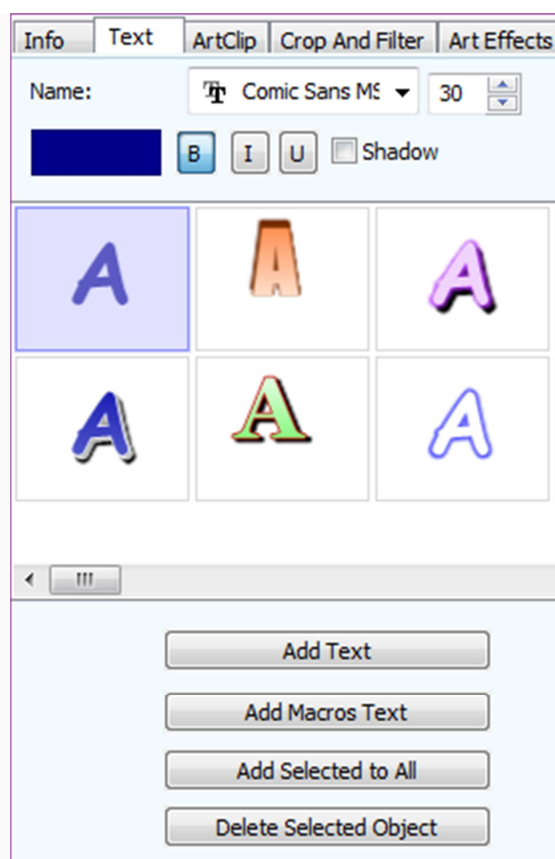 Info Text ArtClip Crop And Filter Art Effects
Name: Comic Sans MS 30
B I U Shadow
A A A
A A A
Add Text
Add Macros Text
Add Selected to All
Delete Selected Object